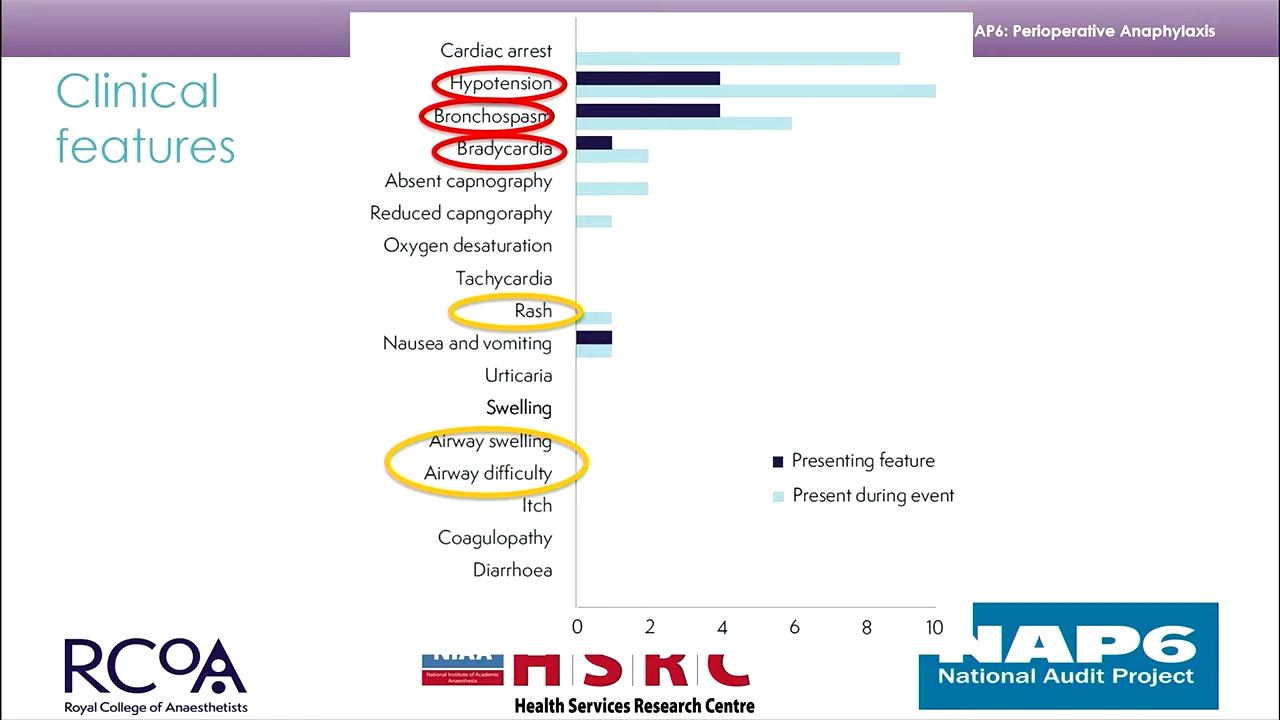 AP6: Perioperative Anaphylaxis
Clinical
features
Cardiac arrest
Hypotension
Bronchospasm
Bradycardia
Absent capnography
Reduced capngoraphy
Oxygen desaturation
Tachycardia
Rash
Nausea and vomiting
Urticaria
Swelling
Airway swelling
Airway difficulty
Itch
Coagulopathy
Diarrhoea
Presenting feature
Present during event
0 2 4 6 8 10
RCOA
Royal College of Anaesthetists
NIAA
National Institute of Academic
Anaesthesia
HSRC
Health Services Research Centre
NAP6
National Audit Project